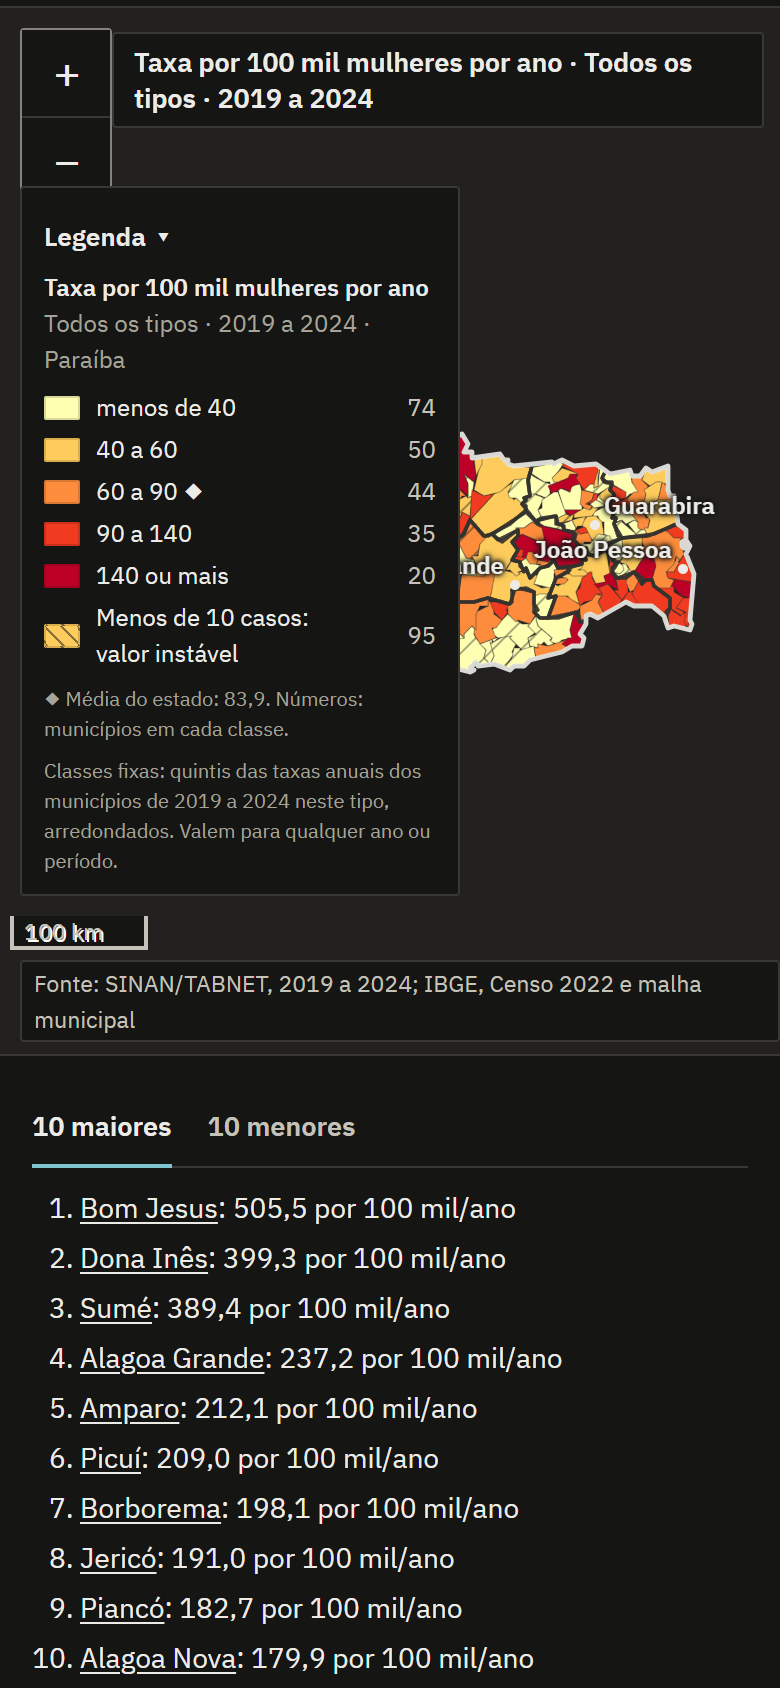 +
Taxa por 100 mil mulheres por ano · Todos os
tipos · 2019 a 2024
−
Legenda ▼
Taxa por 100 mil mulheres por ano
Todos os tipos · 2019 a 2024 ·
Paraíba
menos de 40 74
40 a 60 50
60 a 90 ◆ 44
90 a 140 35
140 ou mais 20
Menos de 10 casos:
valor instável 95
◆ Média do estado: 83,9. Números:
municípios em cada classe.
Classes fixas: quintis das taxas anuais dos
municípios de 2019 a 2024 neste tipo,
arredondados. Valem para qualquer ano ou
período.
Guarabira
João Pessoa
nde
100 km
Fonte: SINAN/TABNET, 2019 a 2024; IBGE, Censo 2022 e malha
municipal
10 maiores 10 menores
1. Bom Jesus: 505,5 por 100 mil/ano
2. Dona Inês: 399,3 por 100 mil/ano
3. Sumé: 389,4 por 100 mil/ano
4. Alagoa Grande: 237,2 por 100 mil/ano
5. Amparo: 212,1 por 100 mil/ano
6. Picuí: 209,0 por 100 mil/ano
7. Borborema: 198,1 por 100 mil/ano
8. Jericó: 191,0 por 100 mil/ano
9. Piancó: 182,7 por 100 mil/ano
10. Alagoa Nova: 179,9 por 100 mil/ano